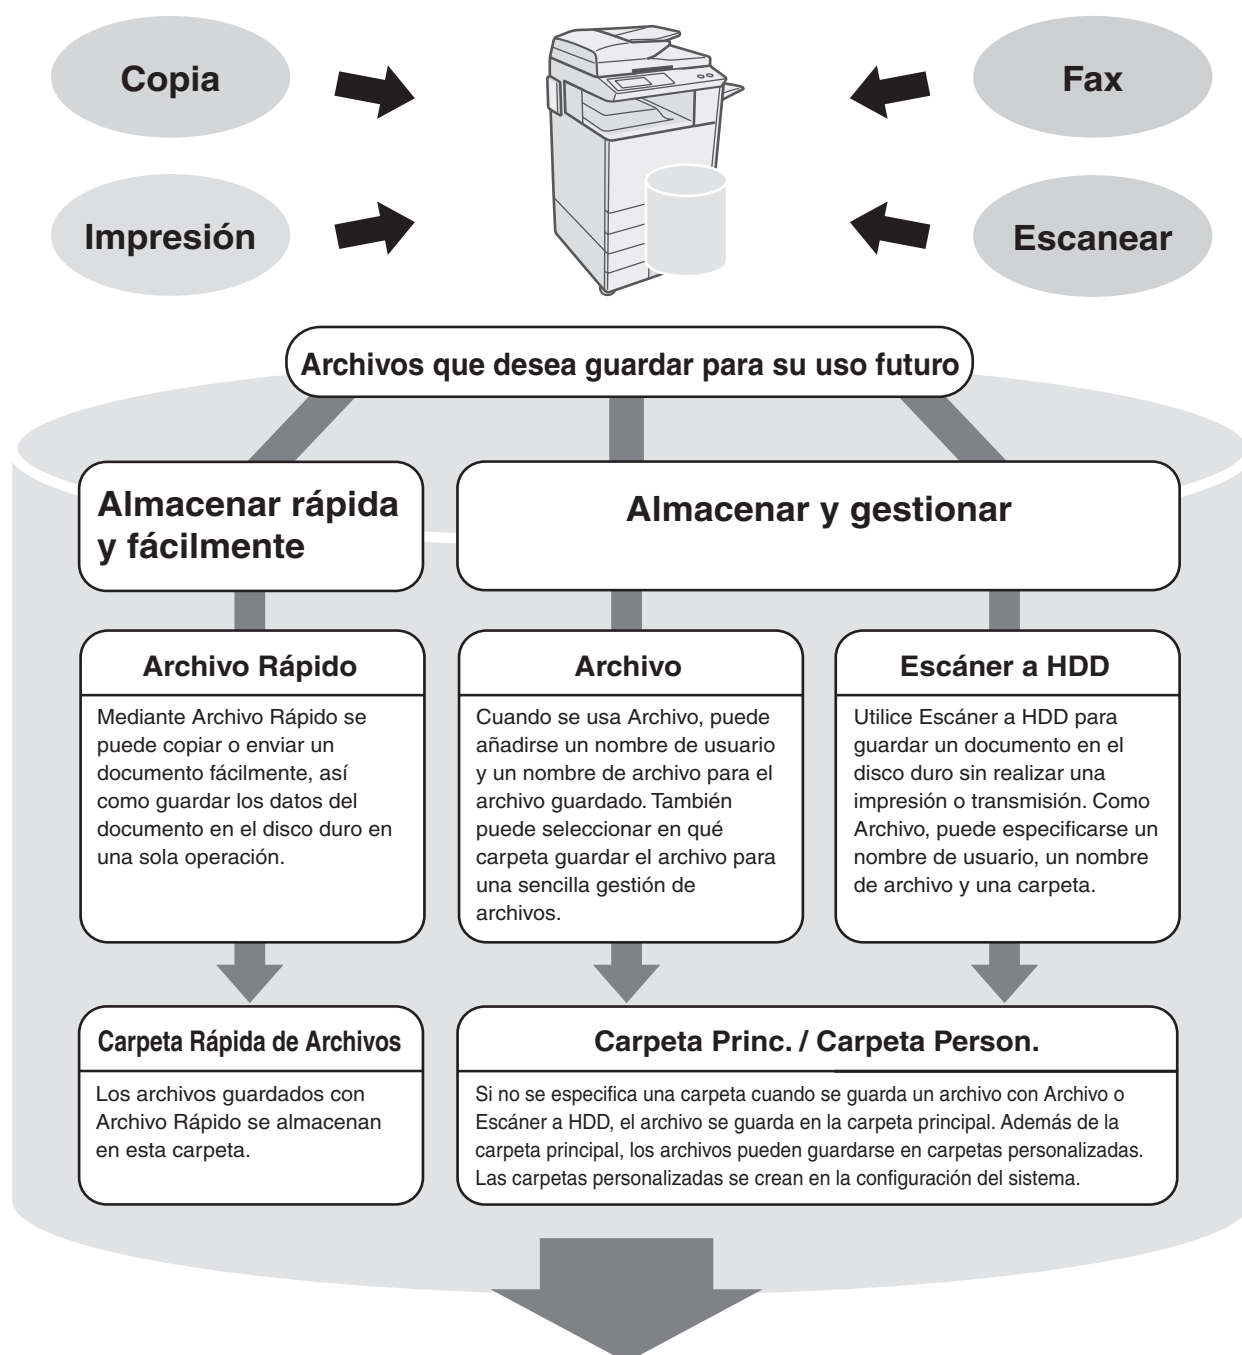 Copia
Fax
Impresión
Escanear
Archivos que desea guardar para su uso futuro
Almacenar rápida
y fácilmente
Almacenar y gestionar
Archivo Rápido
Mediante Archivo Rápido se
puede copiar o enviar un
documento fácilmente, así
como guardar los datos del
documento en el disco duro en
una sola operación.
Archivo
Cuando se usa Archivo, puede
añadirse un nombre de usuario
y un nombre de archivo para el
archivo guardado. También
puede seleccionar en qué
carpeta guardar el archivo para
una sencilla gestión de
archivos.
Escáner a HDD
Utilice Escáner a HDD para
guardar un documento en el
disco duro sin realizar una
impresión o transmisión. Como
Archivo, puede especificarse un
nombre de usuario, un nombre
de archivo y una carpeta.
Carpeta Rápida de Archivos
Los archivos guardados con
Archivo Rápido se almacenan
en esta carpeta.
Carpeta Princ. / Carpeta Person.
Si no se especifica una carpeta cuando se guarda un archivo con Archivo o
Escáner a HDD, el archivo se guarda en la carpeta principal. Además de la
carpeta principal, los archivos pueden guardarse en carpetas personalizadas.
Las carpetas personalizadas se crean en la configuración del sistema.